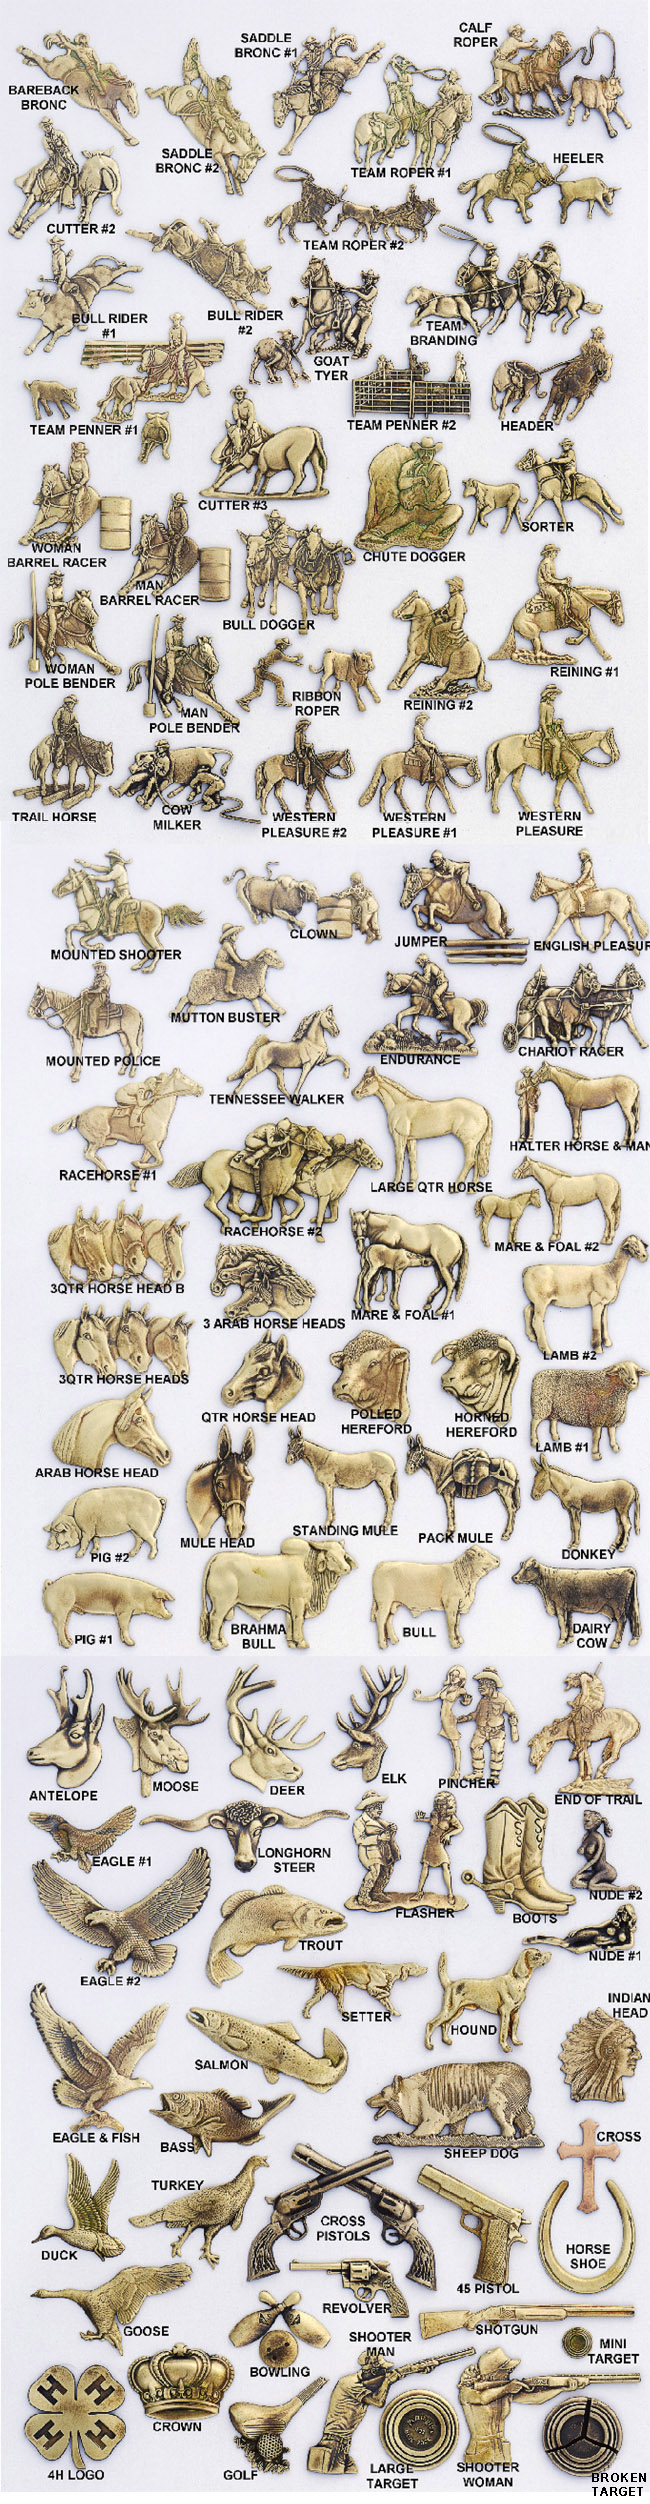 SADDLE
BRONC #1
CALF
ROPER
BAREBACK
BRONC
SADDLE
BRONC #2
TEAM ROPER #1
HEELER
CUTTER #2
TEAM ROPER #2
BULL RIDER
#1
BULL RIDER
#2
TEAM
BRANDING
GOAT
TYER
TEAM PENNER #1
TEAM PENNER #2
HEADER
CUTTER #3
SORTER
WOMAN
BARREL RACER
CHUTE DOGGER
MAN
BARREL RACER
BULL DOGGER
WOMAN
POLE BENDER
REINING #1
RIBBON
ROPER
REINING #2
MAN
POLE BENDER
TRAIL HORSE
COW
MILKER
WESTERN
PLEASURE #2
WESTERN
PLEASURE #1
WESTERN
PLEASURE
MOUNTED SHOOTER
CLOWN
JUMPER
ENGLISH PLEASUR
MUTTON BUSTER
MOUNTED POLICE
ENDURANCE
CHARIOT RACER
TENNESSEE WALKER
RACEHORSE #1
LARGE QTR HORSE
HALTER HORSE & MAN
RACEHORSE #2
MARE & FOAL #2
3QTR HORSE HEAD B
3 ARAB HORSE HEADS
MARE & FOAL #1
LAMB #2
3QTR HORSE HEADS
QTR HORSE HEAD
POLLED
HEREFORD
HORNED
HEREFORD
LAMB #1
ARAB HORSE HEAD
MULE HEAD
STANDING MULE
PACK MULE
DONKEY
PIG #2
PIG #1
BRAHMA
BULL
BULL
DAIRY
COW
ANTELOPE
MOOSE
DEER
ELK
PINCHER
END OF TRAIL
EAGLE #1
LONGHORN
STEER
FLASHER
BOOTS
NUDE #2
EAGLE #2
TROUT
NUDE #1
SETTER
HOUND
INDIAN
HEAD
SALMON
EAGLE & FISH
BASS
SHEEP DOG
CROSS
TURKEY
DUCK
CROSS
PISTOLS
45 PISTOL
HORSE
SHOE
REVOLVER
GOOSE
SHOTGUN
BOWLING
SHOOTER
MAN
MINI
TARGET
CROWN
4H LOGO
H H
H H
GOLF
LARGE
TARGET
SHOOTER
WOMAN
BROKEN
TARGET